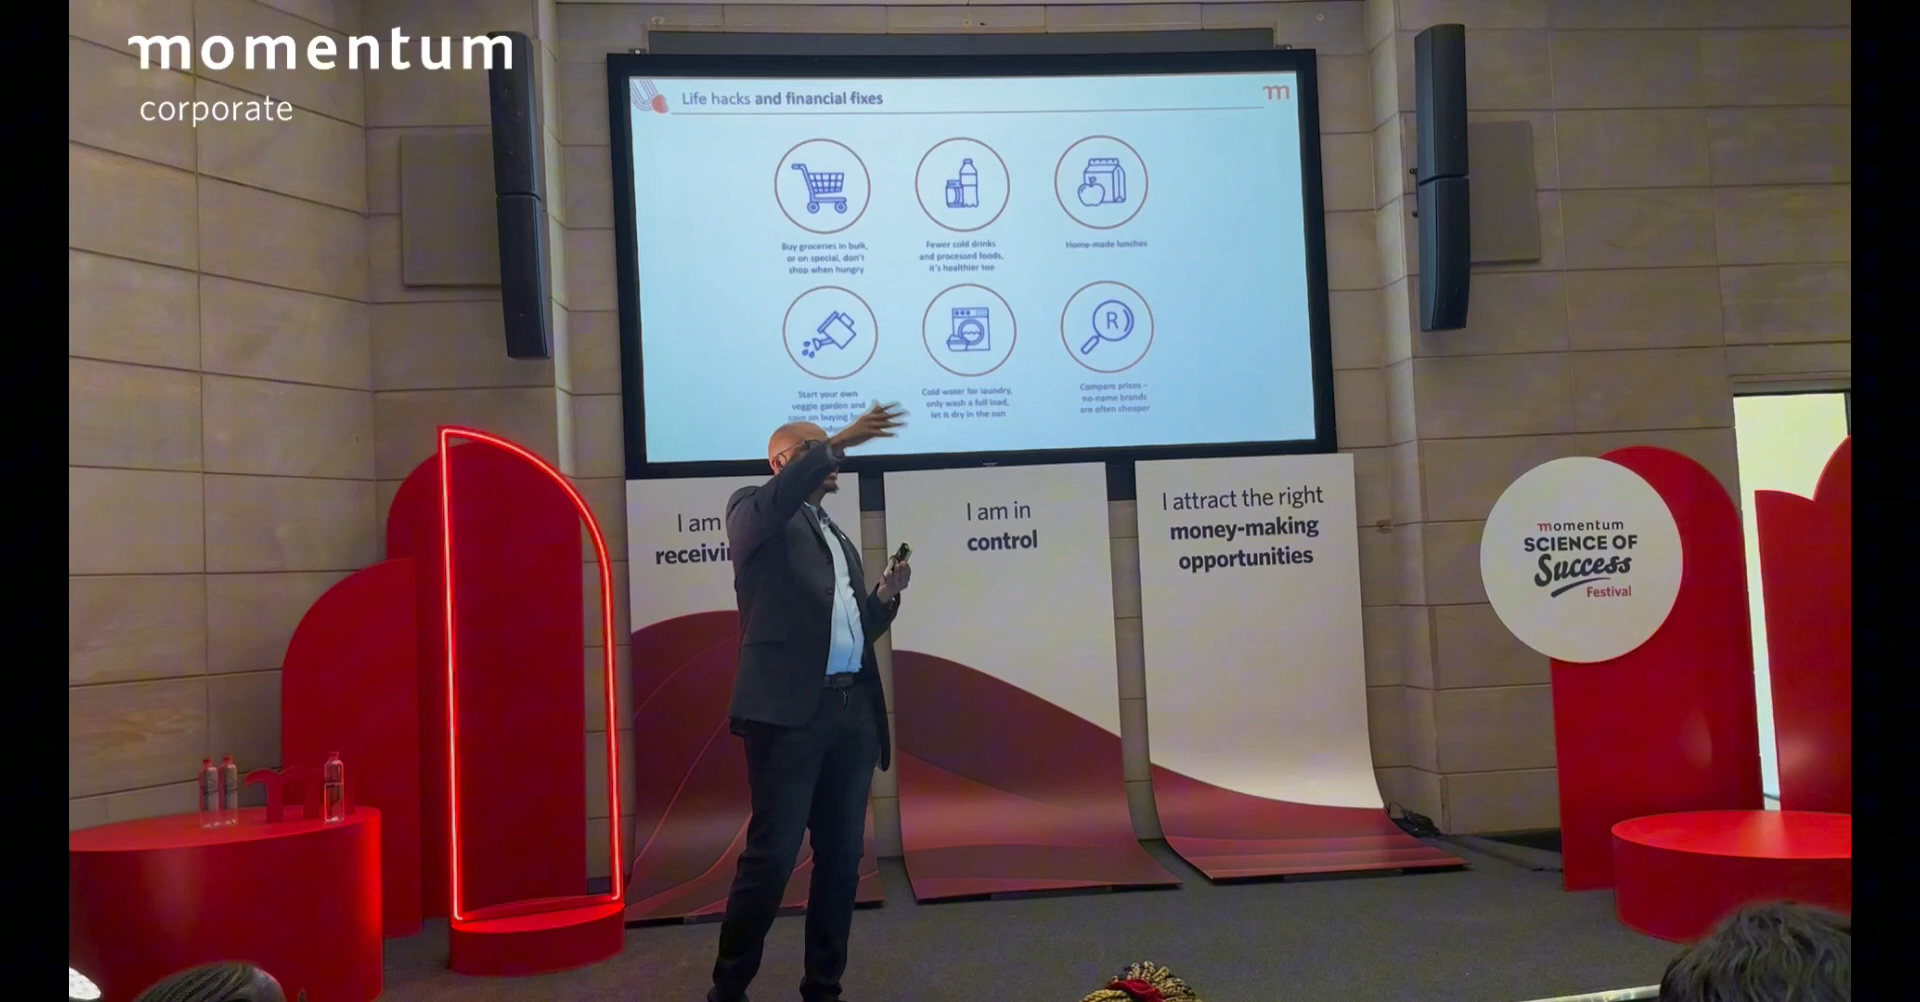 momentum
corporate
Life hacks and financial fixes
m
Buy groceries in bulk,
or on special, don't
shop when hungry
Fewer cold drinks
and processed foods,
it's healthier too
Home-made lunches
R
Start your own
veggie garden and
save on buying
Cold water for laundry,
only wash a full load,
let it dry in the sun
Compare prices –
no-name brands
are often cheaper
I am
I am in
control
I attract the right
money-making
opportunities
momentum
SCIENCE OF
Success
Festival
m